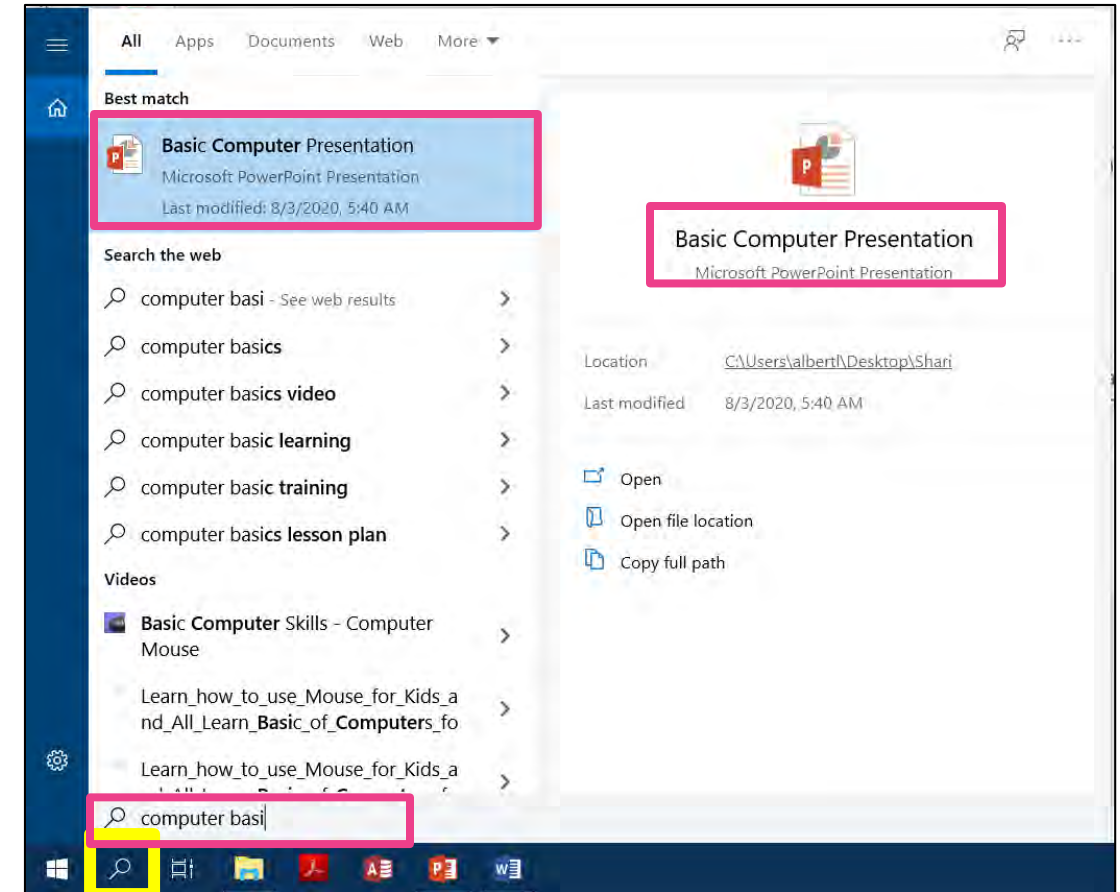 All Apps Documents Web More
Best match
Basic Computer Presentation
Microsoft PowerPoint Presentation
Last modified: 8/3/2020, 5:40 AM
Search the web
computer basi - See web results
computer basics
computer basics video
computer basic learning
computer basic training
computer basics lesson plan
Videos
Basic Computer Skills - Computer
Mouse
Learn_how_to_use_Mouse_for_Kids_a
nd_All_Learn_Basic_of_Computers_fo
Learn_how_to_use_Mouse_for_Kids_a
computer basi
Basic Computer Presentation
Microsoft PowerPoint Presentation
Location C:\Users\albertl\Desktop\Shari
Last modified 8/3/2020, 5:40 AM
Open
Open file location
Copy full path